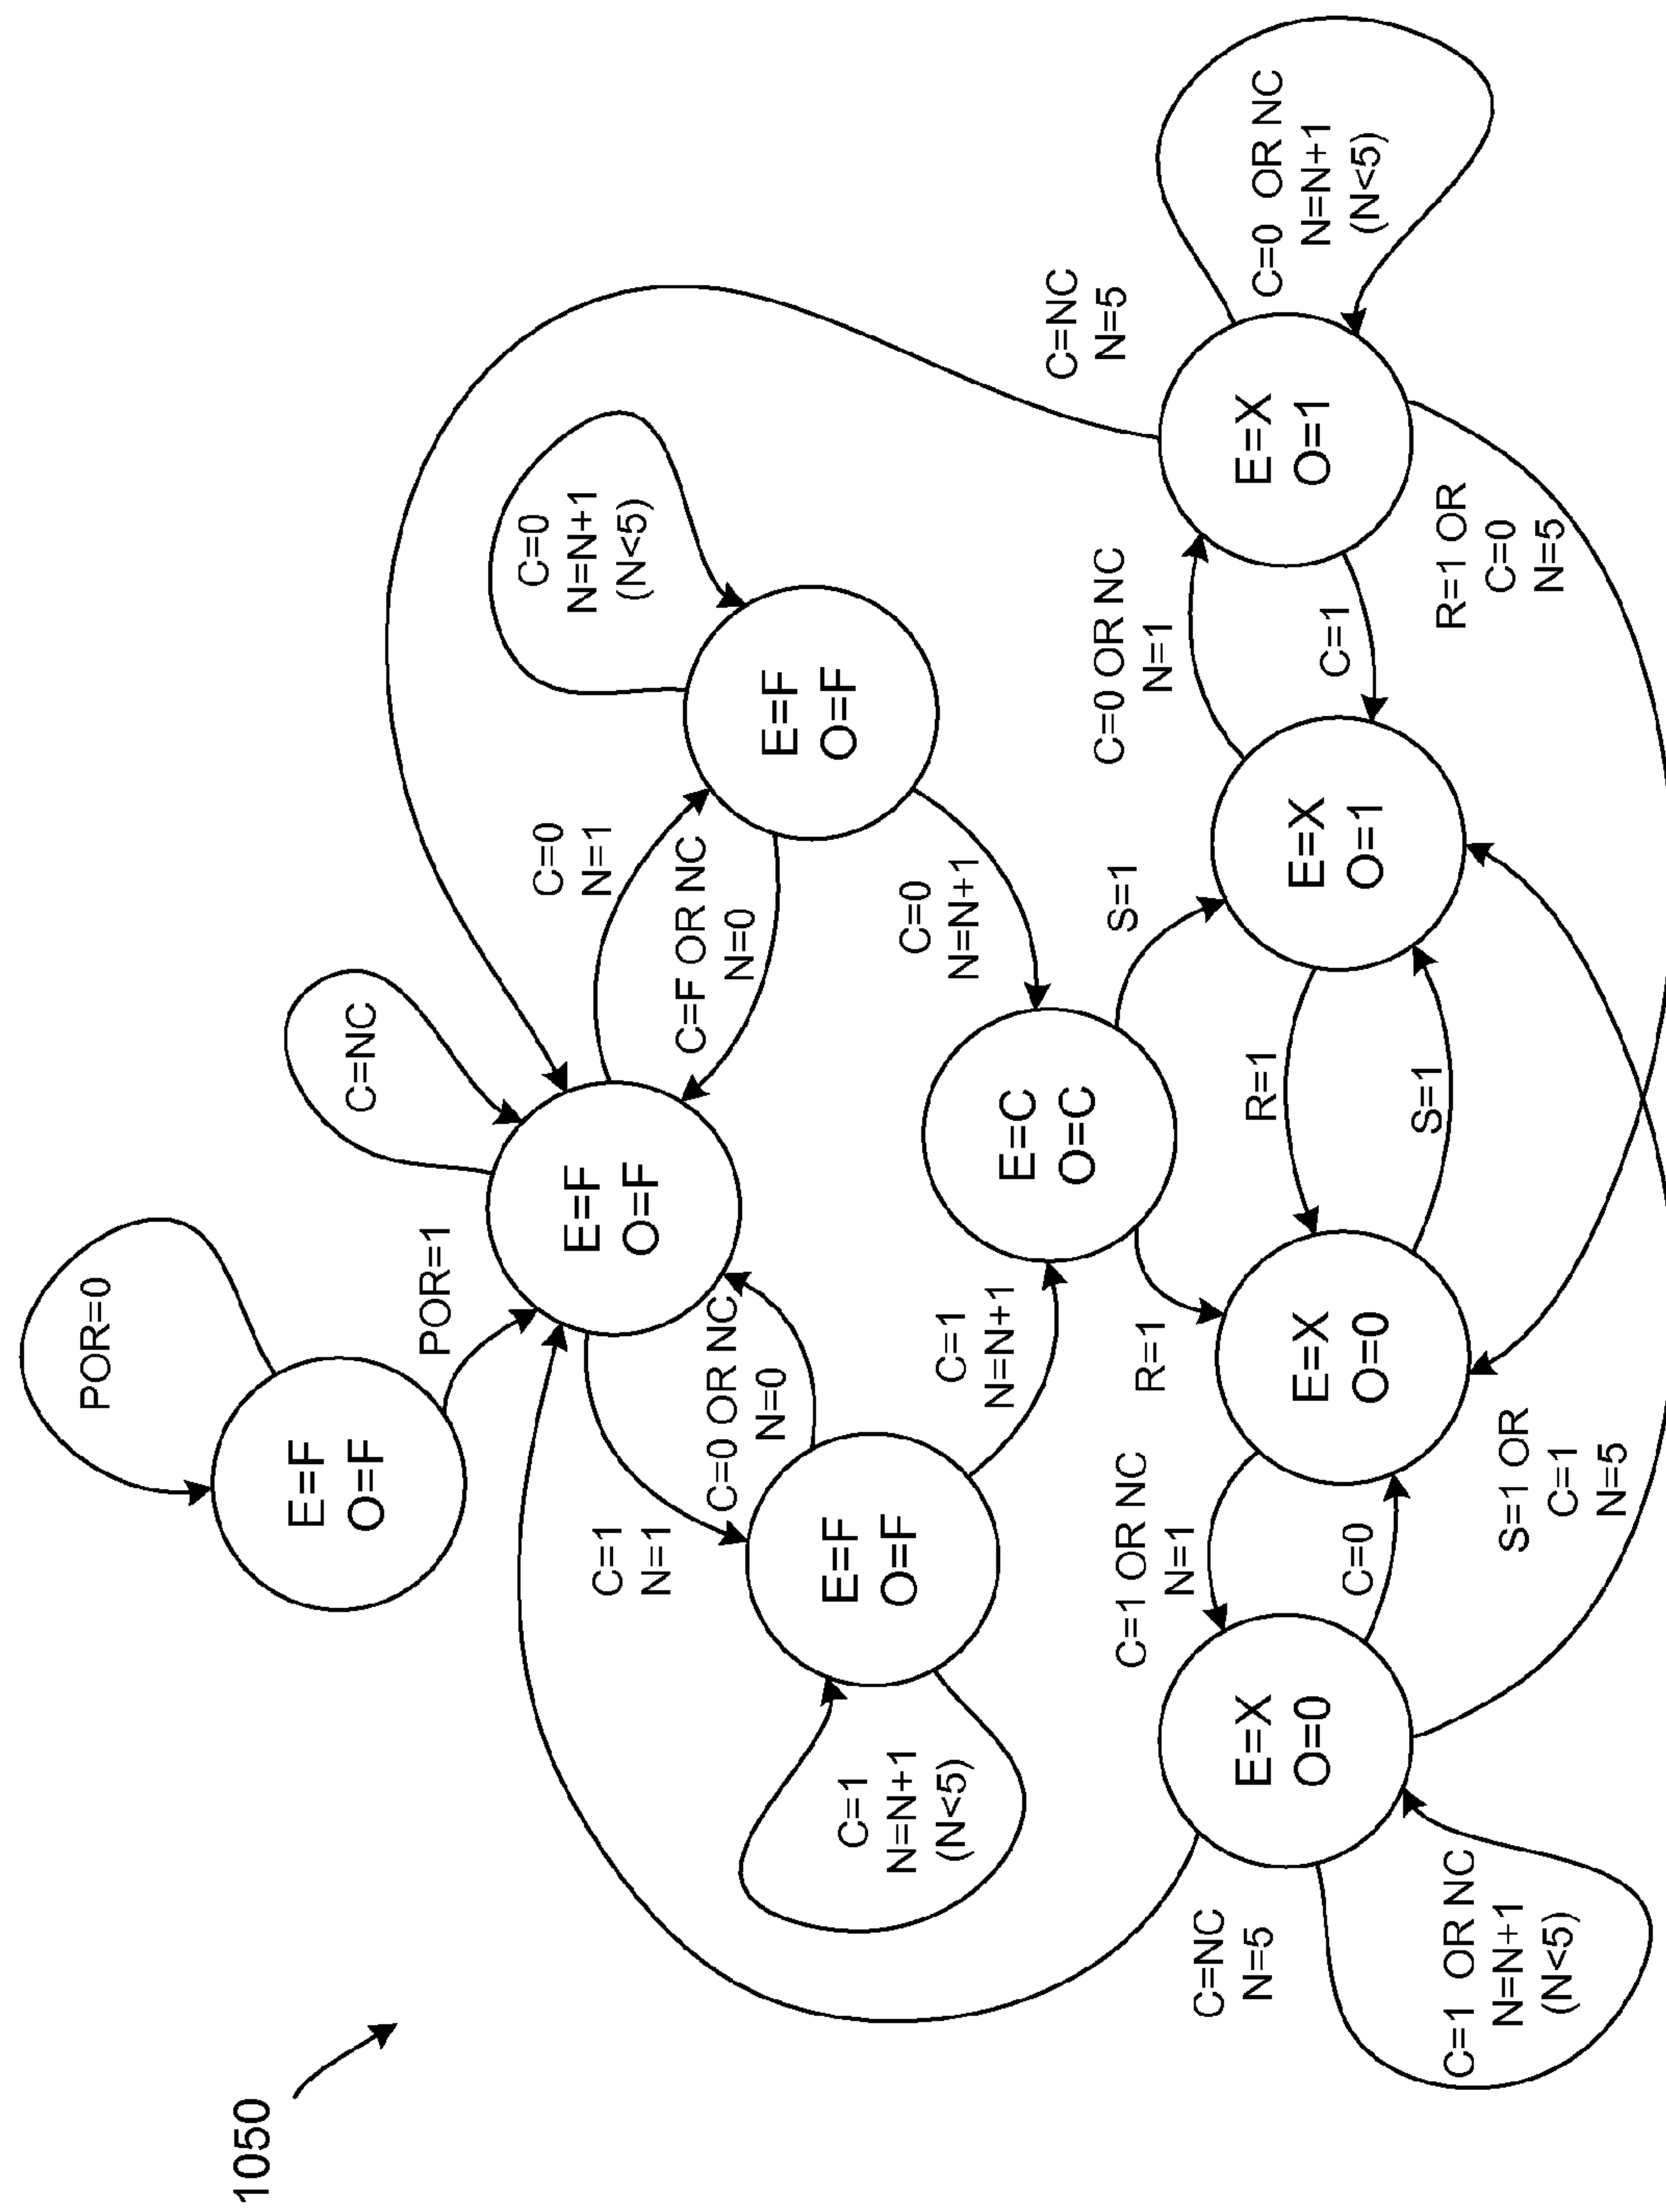 1050
POR=0
E=F
O=F
POR=1
C=NC
E=F
O=F
C=0
N=N+1
(N<5)
C=0
N=1
C=1
N=1
C=F OR NC
N=0
C=0 OR NC
N=0
E=F
O=F
E=F
O=F
C=1
N=N+1
(N<5)
C=0
N=N+1
C=1
N=N+1
E=C
O=C
C=NC
N=5
C=NC
N=5
R=1
S=1
C=1 OR NC
N=1
C=0 OR NC
N=1
E=X
O=0
E=X
O=0
E=X
O=1
E=X
O=1
C=0 OR NC
N=N+1
(N<5)
R=1
C=0
C=1
S=1
C=1 OR NC
N=N+1
(N<5)
S=1 OR
C=1
N=5
R=1 OR
C=0
N=5